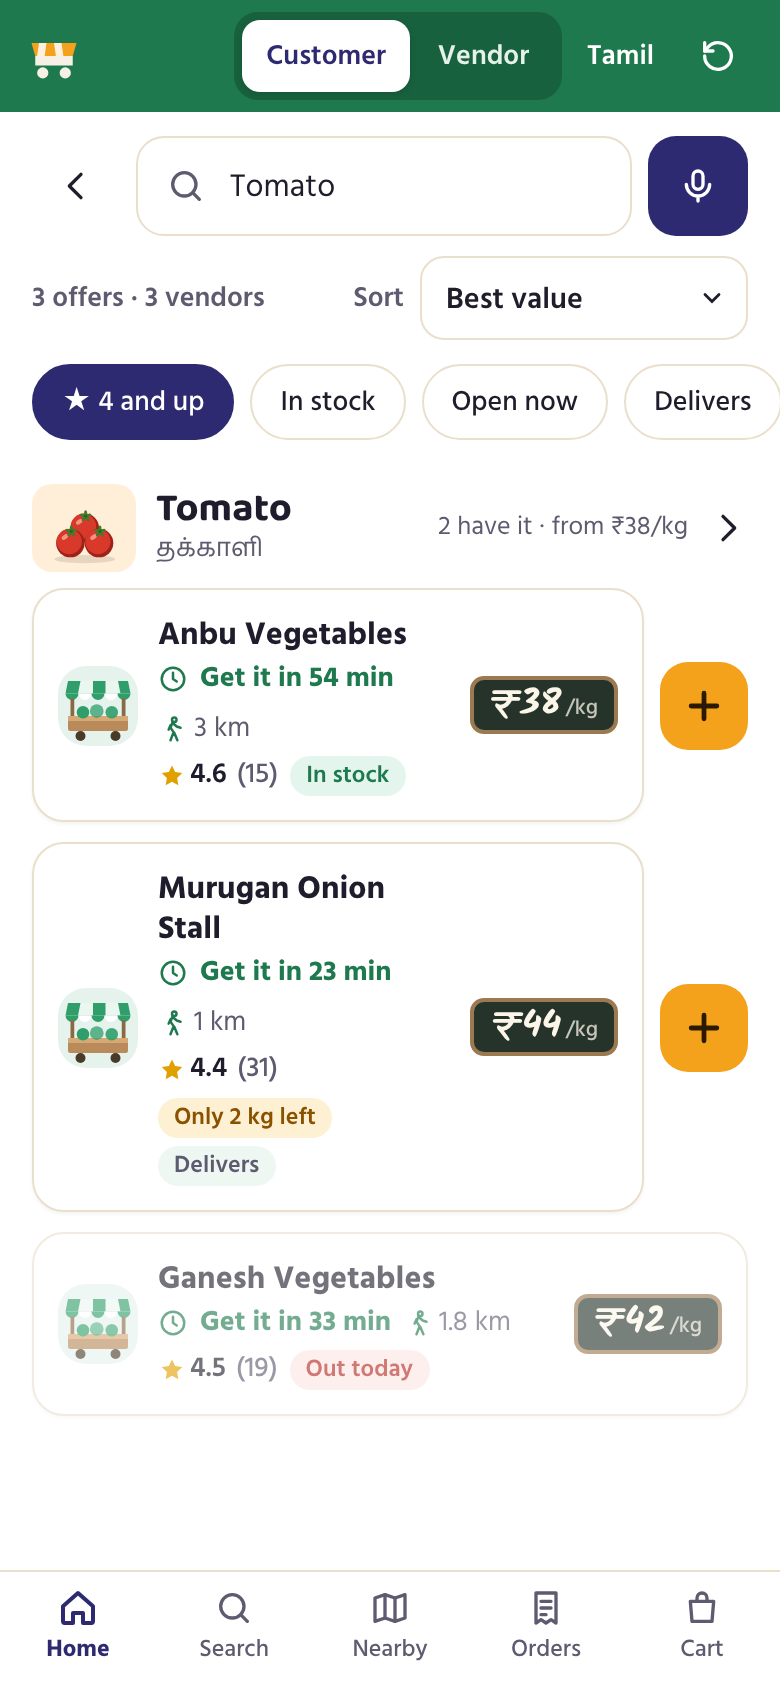 Customer
Vendor
Tamil
Tomato
3 offers · 3 vendors
Sort
Best value
★ 4 and up
In stock
Open now
Delivers
Tomato
தக்காளி
2 have it · from ₹38/kg
Anbu Vegetables
Get it in 54 min
3 km
4.6 (15) In stock
₹38 /kg
Murugan Onion
Stall
Get it in 23 min
1 km
4.4 (31)
Only 2 kg left
Delivers
₹44 /kg
Ganesh Vegetables
Get it in 33 min 1.8 km
4.5 (19) Out today
₹42 /kg
Home
Search
Nearby
Orders
Cart